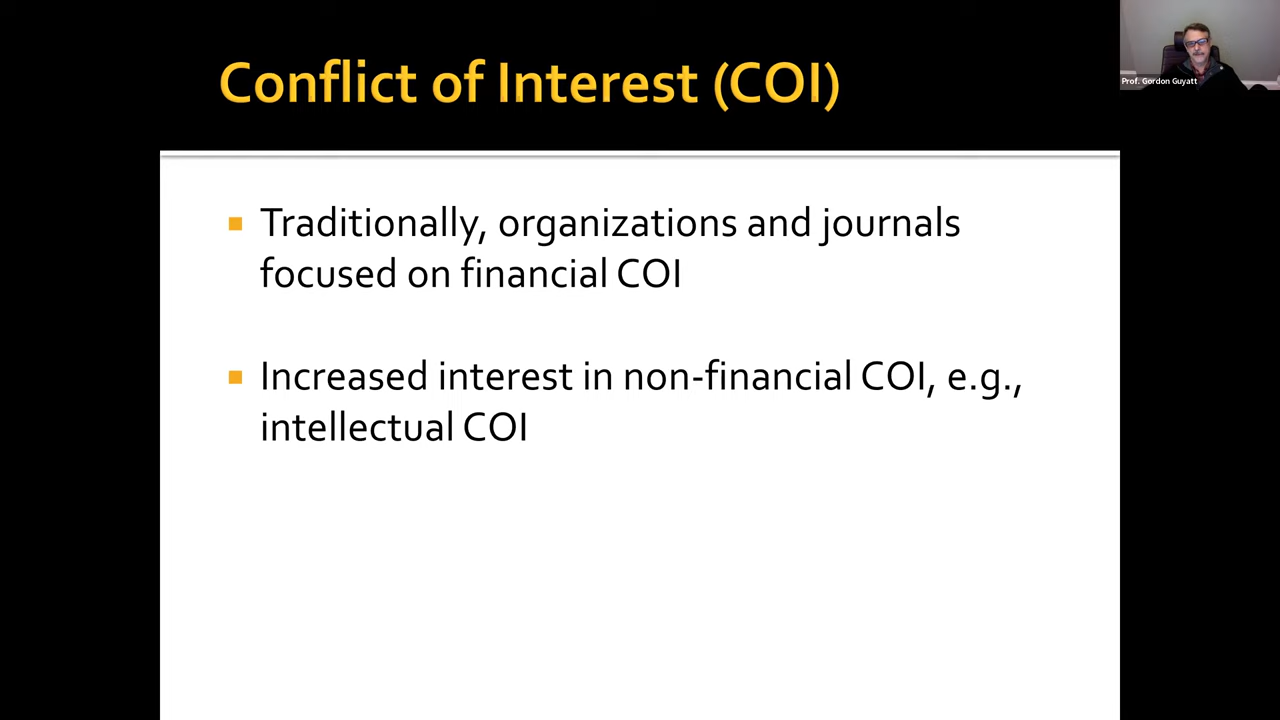 Conflict of Interest (COI)
Prof. Gordon Guyatt
Traditionally, organizations and journals
focused on financial COI
Increased interest in non-financial COI, e.g.,
intellectual COI